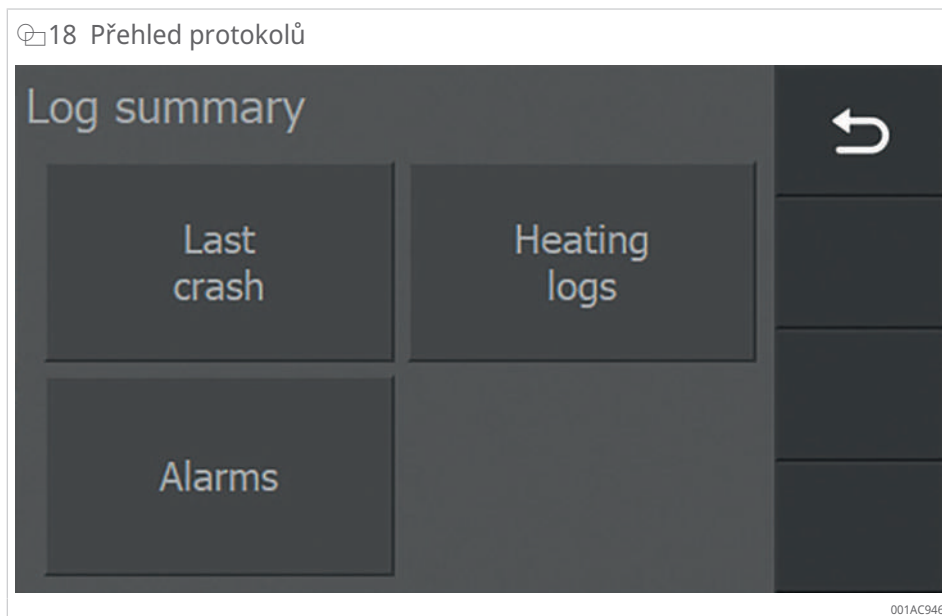 18 Přehled protokolů
Log summary
Last
crash
Heating
logs
Alarms
001AC946